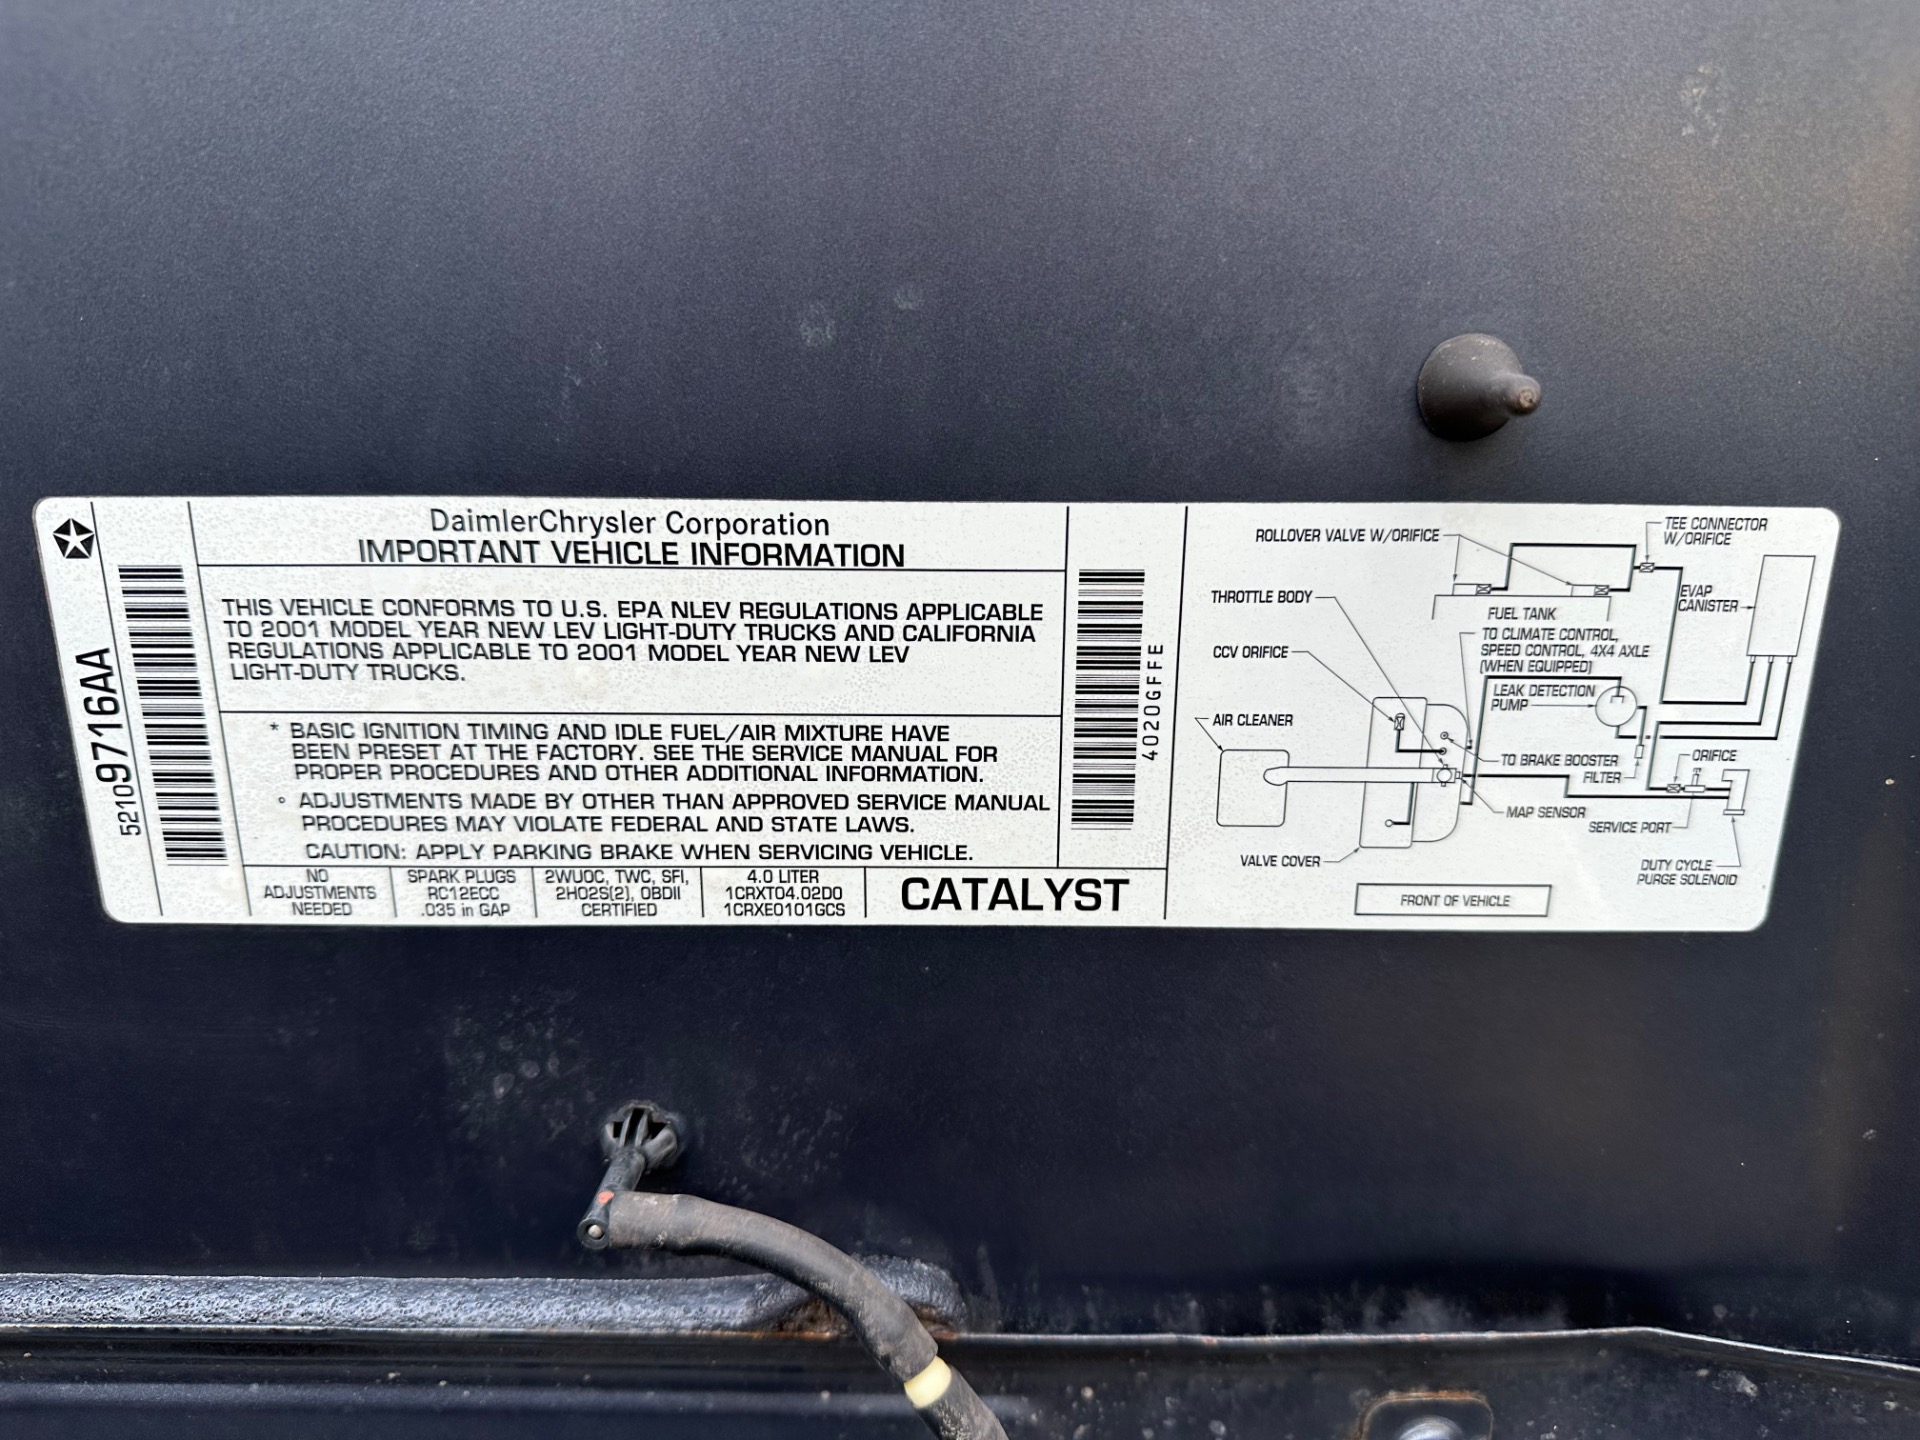 DaimlerChrysler Corporation
IMPORTANT VEHICLE INFORMATION
THIS VEHICLE CONFORMS TO U.S. EPA NLEV REGULATIONS APPLICABLE
TO 2001 MODEL YEAR NEW LEV LIGHT-DUTY TRUCKS AND CALIFORNIA
REGULATIONS APPLICABLE TO 2001 MODEL YEAR NEW LEV
LIGHT-DUTY TRUCKS.
* BASIC IGNITION TIMING AND IDLE FUEL/AIR MIXTURE HAVE
BEEN PRESET AT THE FACTORY. SEE THE SERVICE MANUAL FOR
PROPER PROCEDURES AND OTHER ADDITIONAL INFORMATION.
° ADJUSTMENTS MADE BY OTHER THAN APPROVED SERVICE MANUAL
PROCEDURES MAY VIOLATE FEDERAL AND STATE LAWS.
CAUTION: APPLY PARKING BRAKE WHEN SERVICING VEHICLE.
NO
ADJUSTMENTS
NEEDED
SPARK PLUGS
RC12ECC
.035 in GAP
2WUOC, TWC, SFI,
2HO2S(2), OBDII
CERTIFIED
4.0 LITER
1CRXT04.02D0
1CRXE0101GCS
CATALYST
52109716AA
4020GFFE
ROLLOVER VALVE W/ORIFICE
TEE CONNECTOR
W/ORIFICE
THROTTLE BODY
FUEL TANK
EVAP
CANISTER
TO CLIMATE CONTROL,
SPEED CONTROL, 4X4 AXLE
(WHEN EQUIPPED)
CCV ORIFICE
LEAK DETECTION
PUMP
AIR CLEANER
TO BRAKE BOOSTER
FILTER
ORIFICE
MAP SENSOR
SERVICE PORT
VALVE COVER
DUTY CYCLE
PURGE SOLENOID
FRONT OF VEHICLE